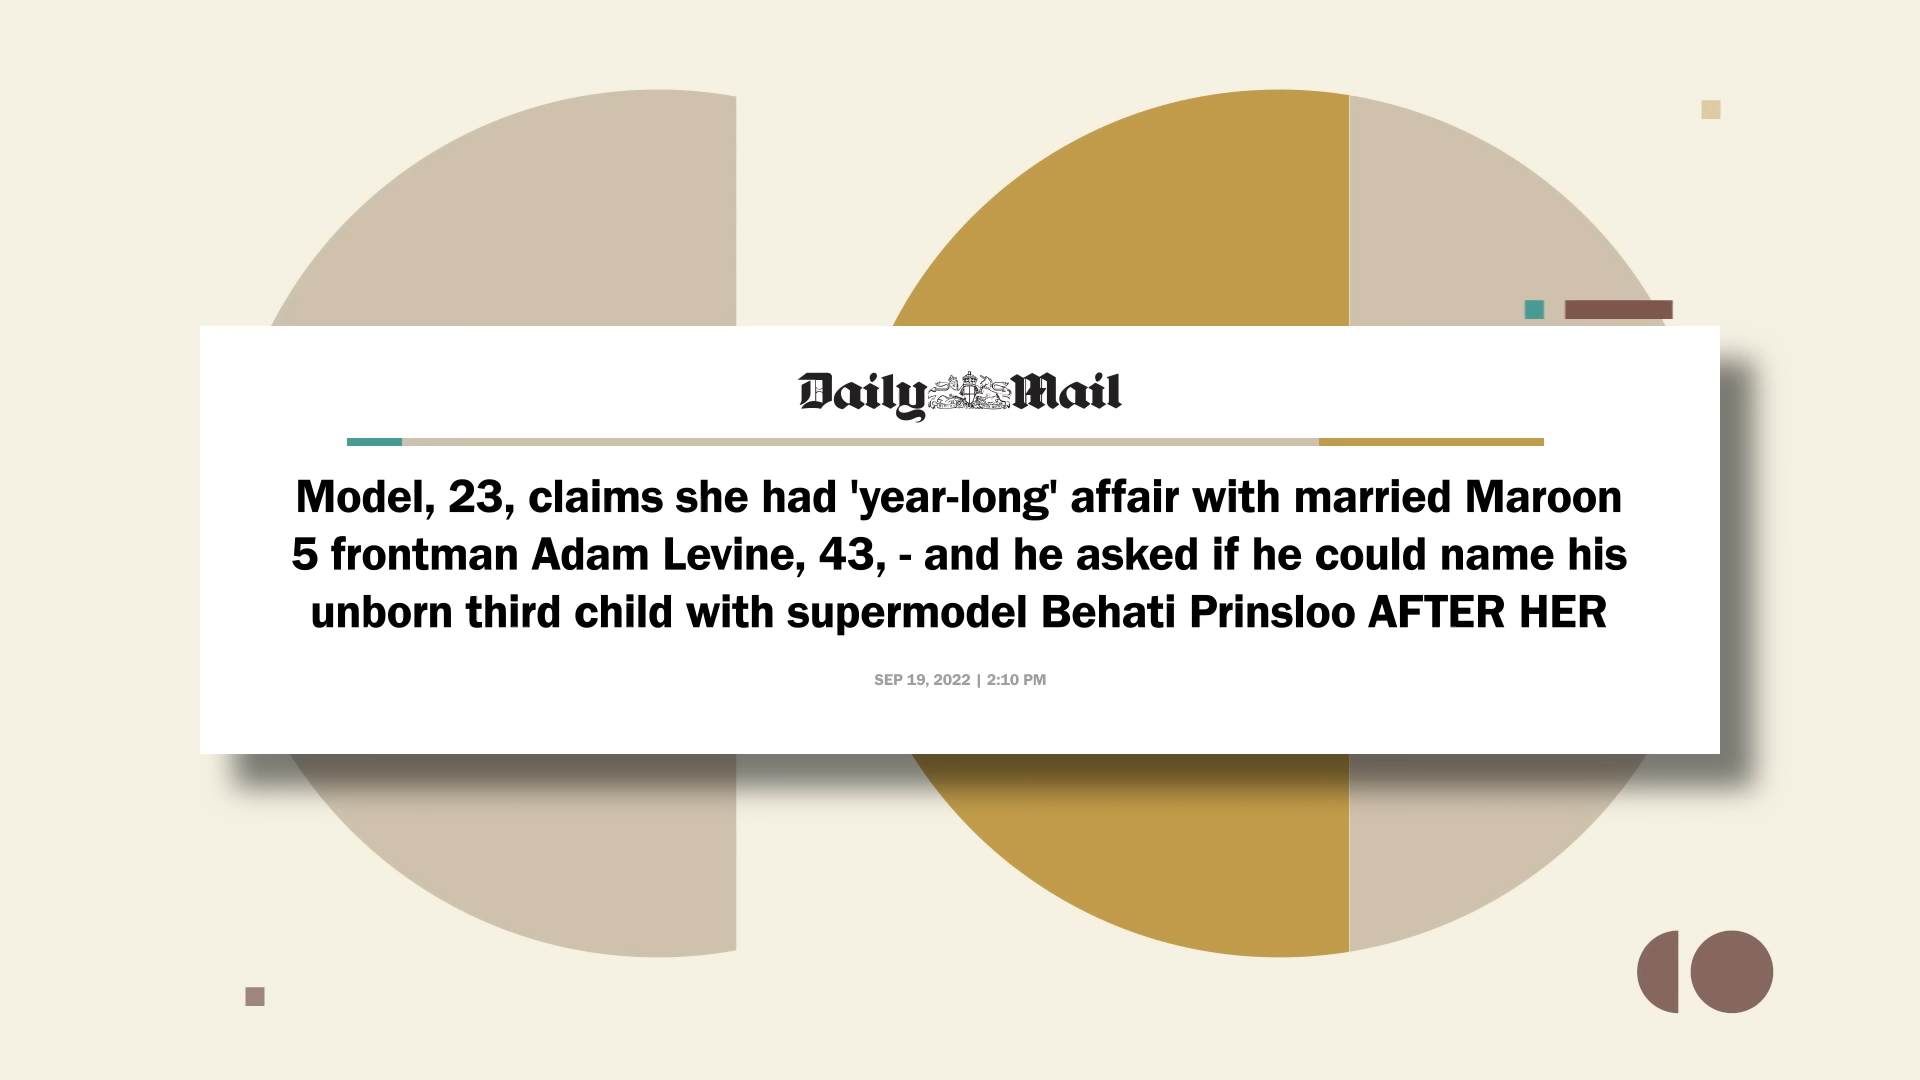 Daily Mail
Model, 23, claims she had 'year-long' affair with married Maroon
5 frontman Adam Levine, 43, - and he asked if he could name his
unborn third child with supermodel Behati Prinsloo AFTER HER
SEP 19, 2022 | 2:10 PM